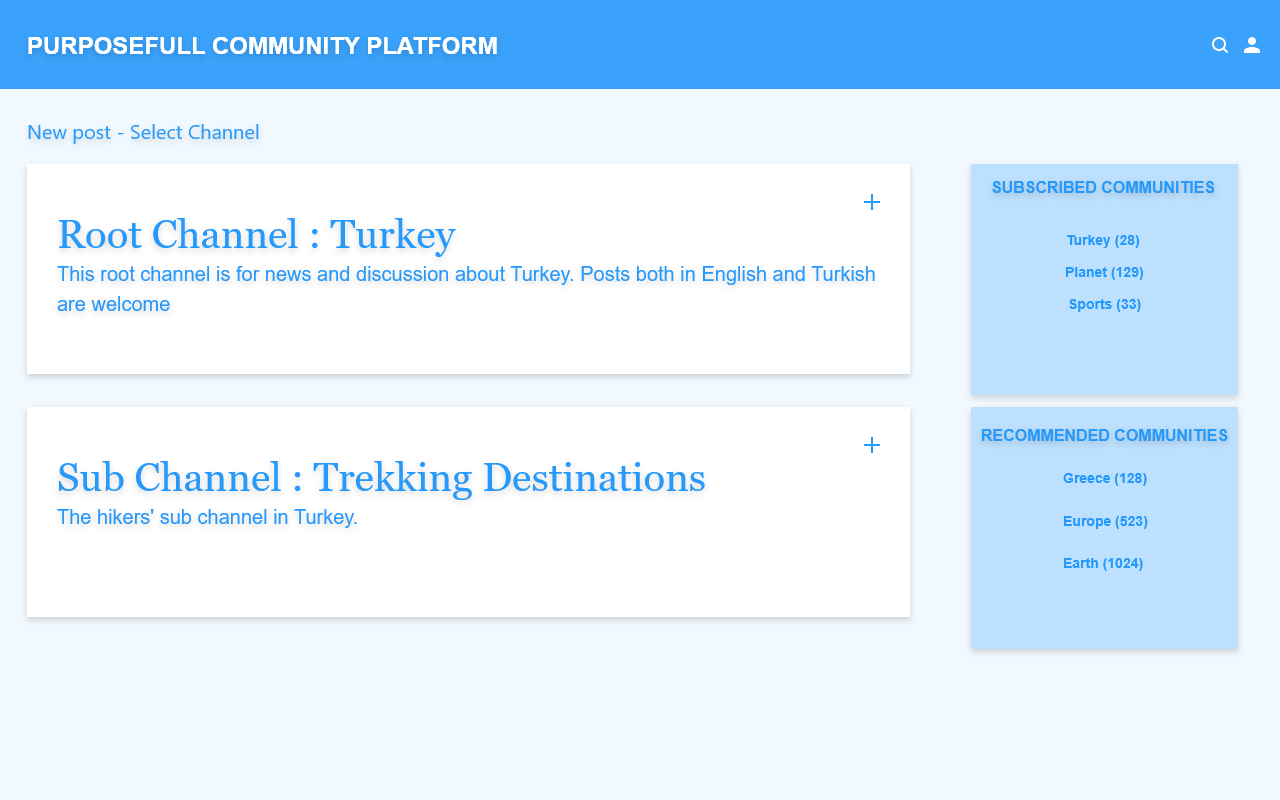 PURPOSEFULL COMMUNITY PLATFORM
New post - Select Channel
Root Channel : Turkey
This root channel is for news and discussion about Turkey. Posts both in English and Turkish
are welcome
Sub Channel : Trekking Destinations
The hikers' sub channel in Turkey.
SUBSCRIBED COMMUNITIES
Turkey (28)
Planet (129)
Sports (33)
RECOMMENDED COMMUNITIES
Greece (128)
Europe (523)
Earth (1024)